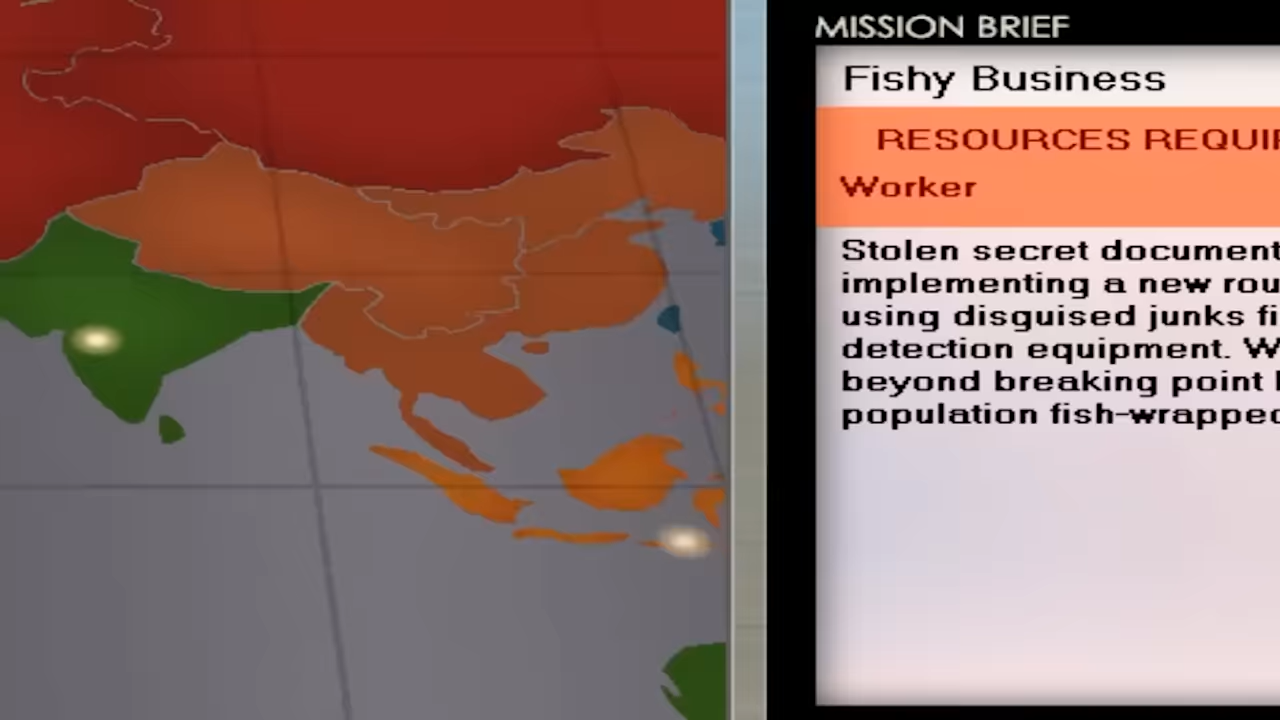 MISSION BRIEF
Fishy Business
RESOURCES REQUI
Worker
Stolen secret document
implementing a new rou
using disguised junks fi
detection equipment. W
beyond breaking point
population fish-wrapped